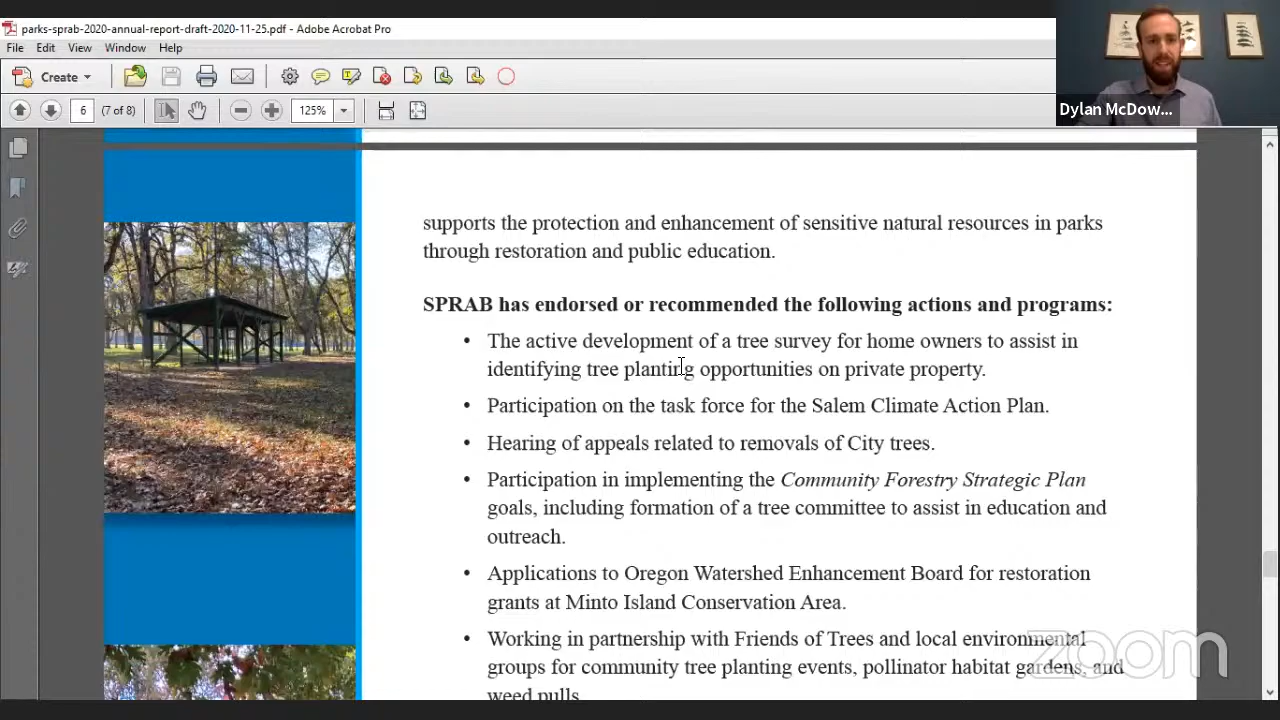 parks-sprab-2020-annual-report-draft-2020-11-25.pdf - Adobe Acrobat Pro
File Edit View Window Help
Create
6 (7 of 8) 125%
Dylan McDow...
supports the protection and enhancement of sensitive natural resources in parks
through restoration and public education.
SPRAB has endorsed or recommended the following actions and programs:
• The active development of a tree survey for home owners to assist in
identifying tree planting opportunities on private property.
• Participation on the task force for the Salem Climate Action Plan.
• Hearing of appeals related to removals of City trees.
• Participation in implementing the Community Forestry Strategic Plan
goals, including formation of a tree committee to assist in education and
outreach.
• Applications to Oregon Watershed Enhancement Board for restoration
grants at Minto Island Conservation Area.
• Working in partnership with Friends of Trees and local environmental
groups for community tree planting events, pollinator habitat gardens, and
weed pulls.
zoom